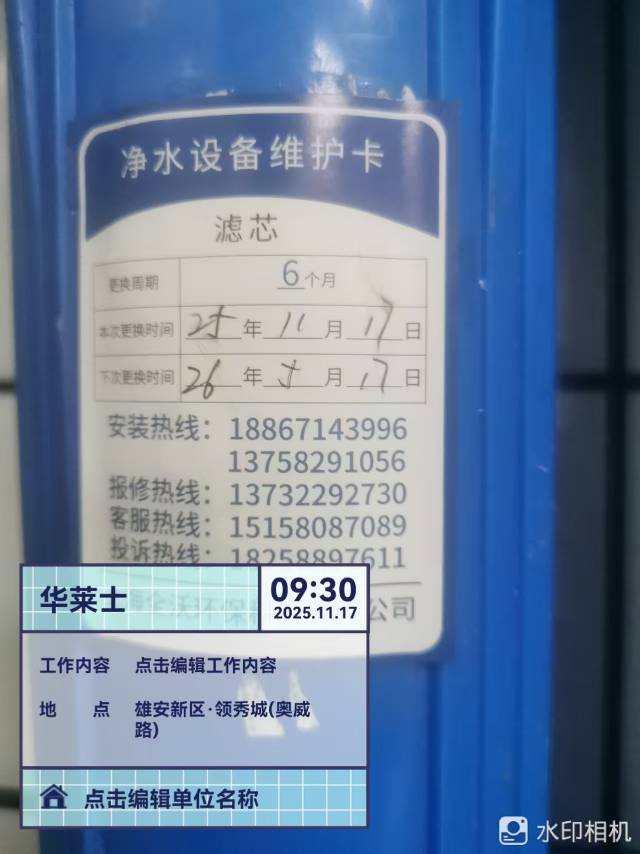 净水设备维护卡
滤芯
更换周期 6个月
本次更换时间 25年11月17日
下次更换时间 26年5月17日
安装热线：18867143996
13758291056
报修热线：13732292730
客服热线：15158087089
投诉热线：18258897611
公司
华莱士
09:30
2025.11.17
工作内容 点击编辑工作内容
地 点 雄安新区·领秀城(奥威
路)
点击编辑单位名称
水印相机